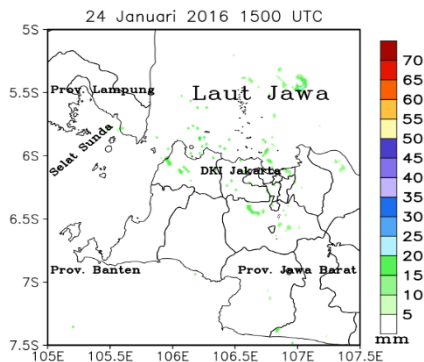 24 Januari 2016 1500 UTC
5S
Laut Jawa
Prov. Lampung
5.5S
Selat Sunda
6S
DKI Jakarta
6.5S
Prov. Banten
Prov. Jawa Barat
7S
7.5S
105E
105.5E
106E
106.5E
107E
107.5E
70
65
60
55
50
45
40
35
30
25
20
15
10
5
mm